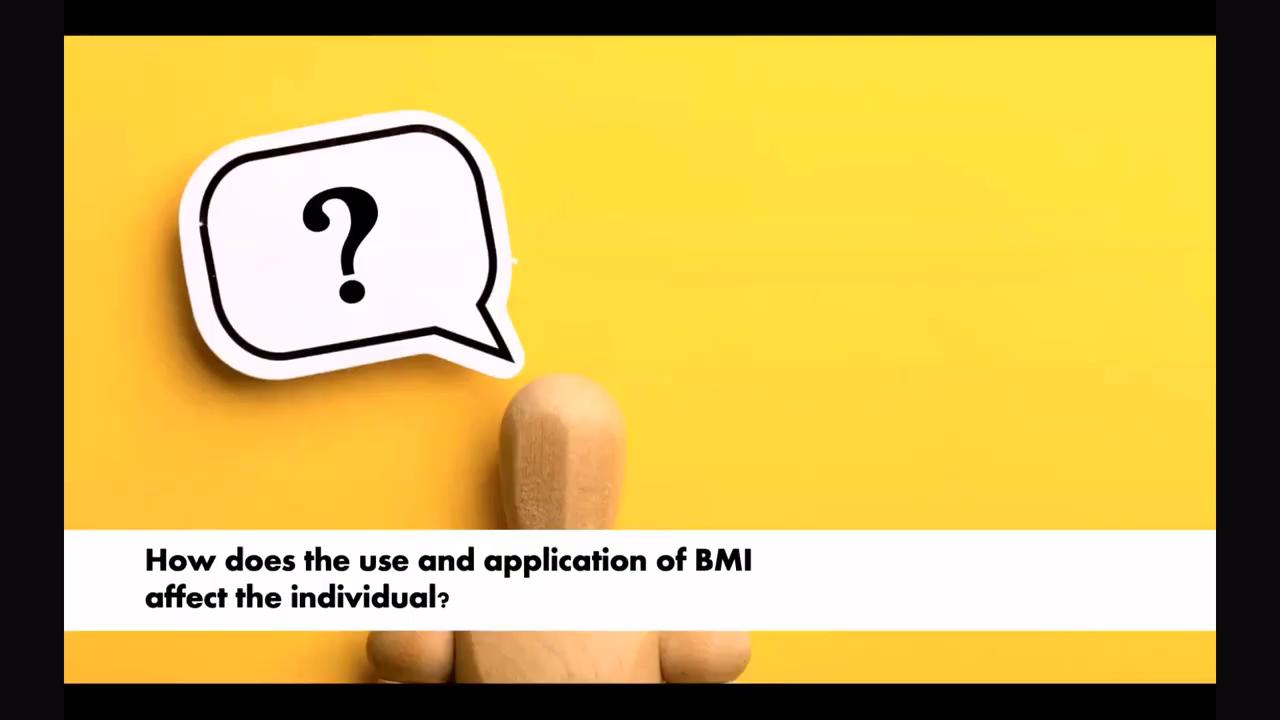 ?
How does the use and application of BMI
affect the individual?